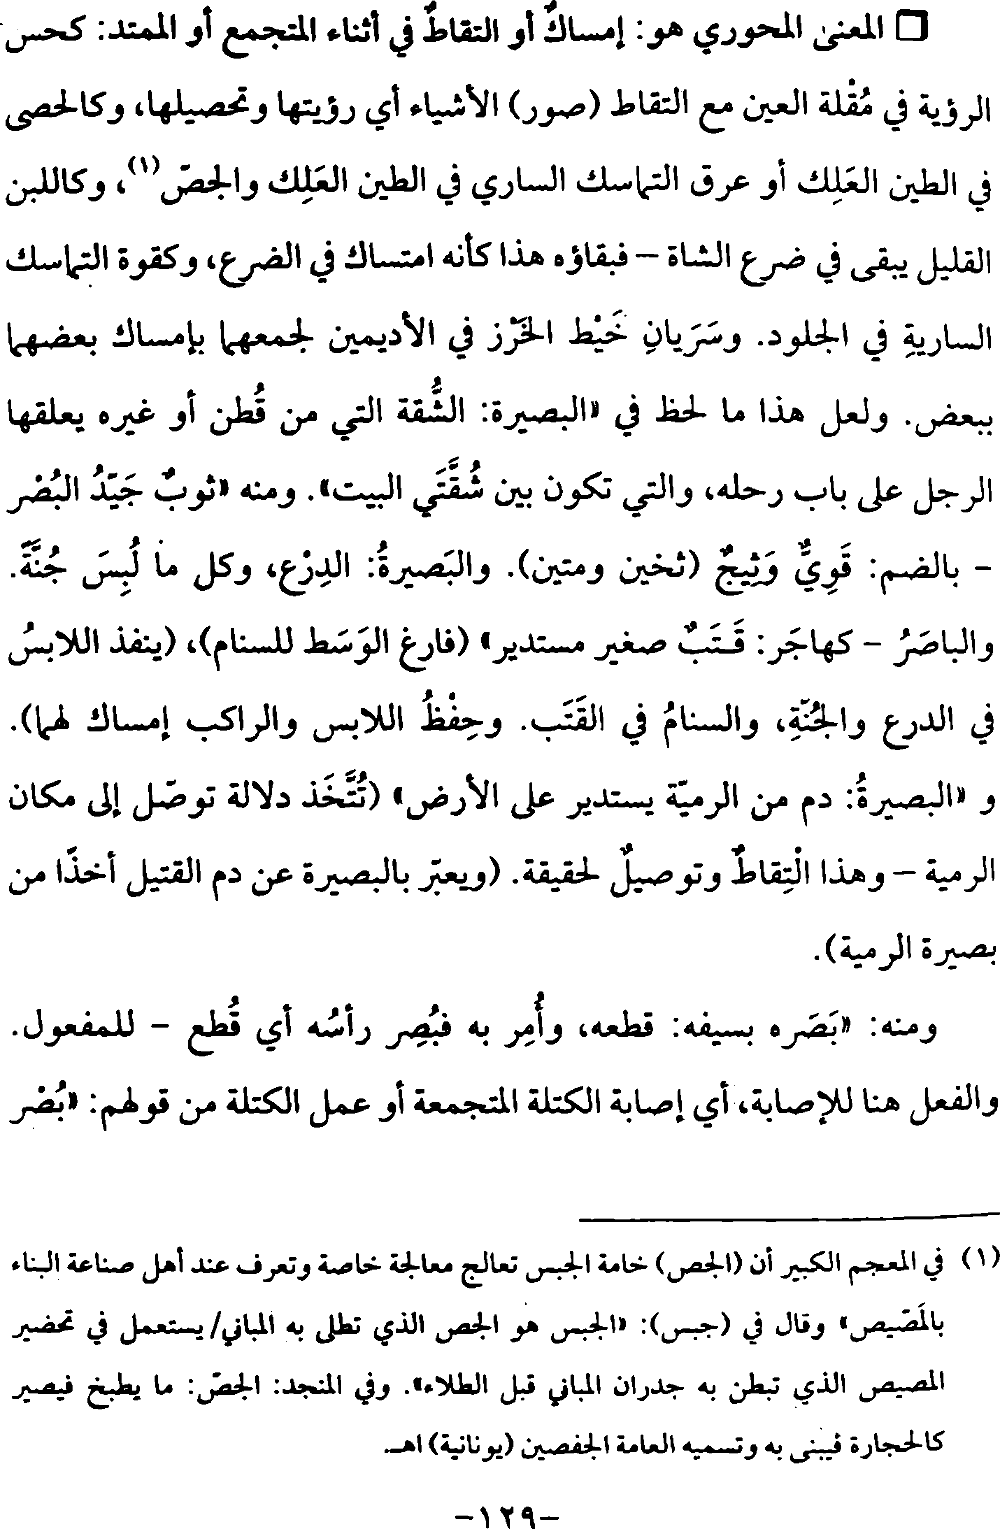 ❏ المعنى المحوري هو: إمساكٌ أو التقاطٌ في أثناء المتجمع أو الممتد: كحس
الرؤية في مُقْلة العين مع التقاط (صور) الأشياء أي رؤيتها وتحصيلها، وكالحصى
في الطين العَلِك أو عرق التماسك الساري في الطين العَلِك والجصّ(١)، وكاللبن
القليل يبقى في ضرع الشاة – فبقاؤه هذا كأنه امتساك في الضرع، وكقوة التماسك
الساريةِ في الجلود. وسَرَيانِ خَيْط الخَرْز في الأديمين لجمعهما بإمساك بعضهما
ببعض. ولعل هذا ما لحظ في «البصيرة: الشُّقة التي من قُطن أو غيره يعلقها
الرجل على باب رحله، والتي تكون بين شُقَّتَي البيت». ومنه «ثوبٌ جَيّدُ البُصْر
– بالضم: قَوِيٌّ وَثِيجٌ (ثخين ومتين). والبَصيرةُ: الدِرْع، وكل ما لُبِسَ جُنَّةً.
والباصَرُ – كهاجَر: قَتَبٌ صغير مستدير» (فارغ الوَسَط للسنام)، (ينفذ اللابسُ
في الدرع والجُنّةِ، والسنامُ في القَتَب. وحِفْظُ اللابس والراكب إمساك لهما).
و «البصيرةُ: دم من الرميّة يستدير على الأرض» (تُتَّخَذ دلالة توصّل إلى مكان
الرمية – وهذا الْتِقاطٌ وتوصيلٌ لحقيقة. (ويعبّر بالبصيرة عن دم القتيل أخذًا من
بصيرة الرمية).
ومنه: «بَصَره بسيفه: قطعه، وأُمِر به فبُصِر رأسُه أي قُطع – للمفعول.
والفعل هنا للإصابة، أي إصابة الكتلة المتجمعة أو عمل الكتلة من قولهم: «بُصْر
(١) في المعجم الكبير أن (الجص) خامة الجبس تعالج معالجة خاصة وتعرف عند أهل صناعة البناء
بالمَصّيص» وقال في (جبس): «الجبس هو الجص الذي تطلى به المباني/ يستعمل في تحضير
المصيص الذي تبطن به جدران المباني قبل الطلاء». وفي المنجد: الجصّ: ما يطبخ فيصير
كالحجارة فيبنى به وتسميه العامة الجفصين (يونانية) اهـ.
-١٢٩-